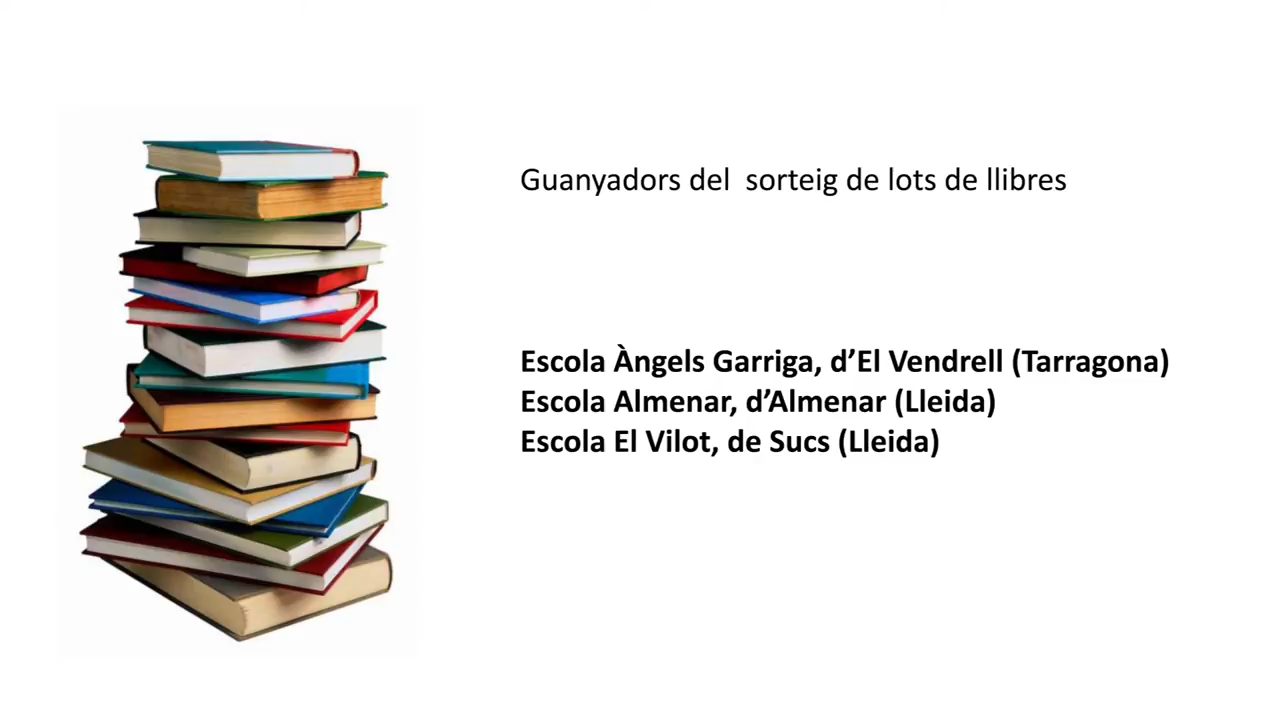 Guanyadors del  sorteig de lots de llibres
Escola Àngels Garriga, d’El Vendrell (Tarragona)
Escola Almenar, d’Almenar (Lleida)
Escola El Vilot, de Sucs (Lleida)